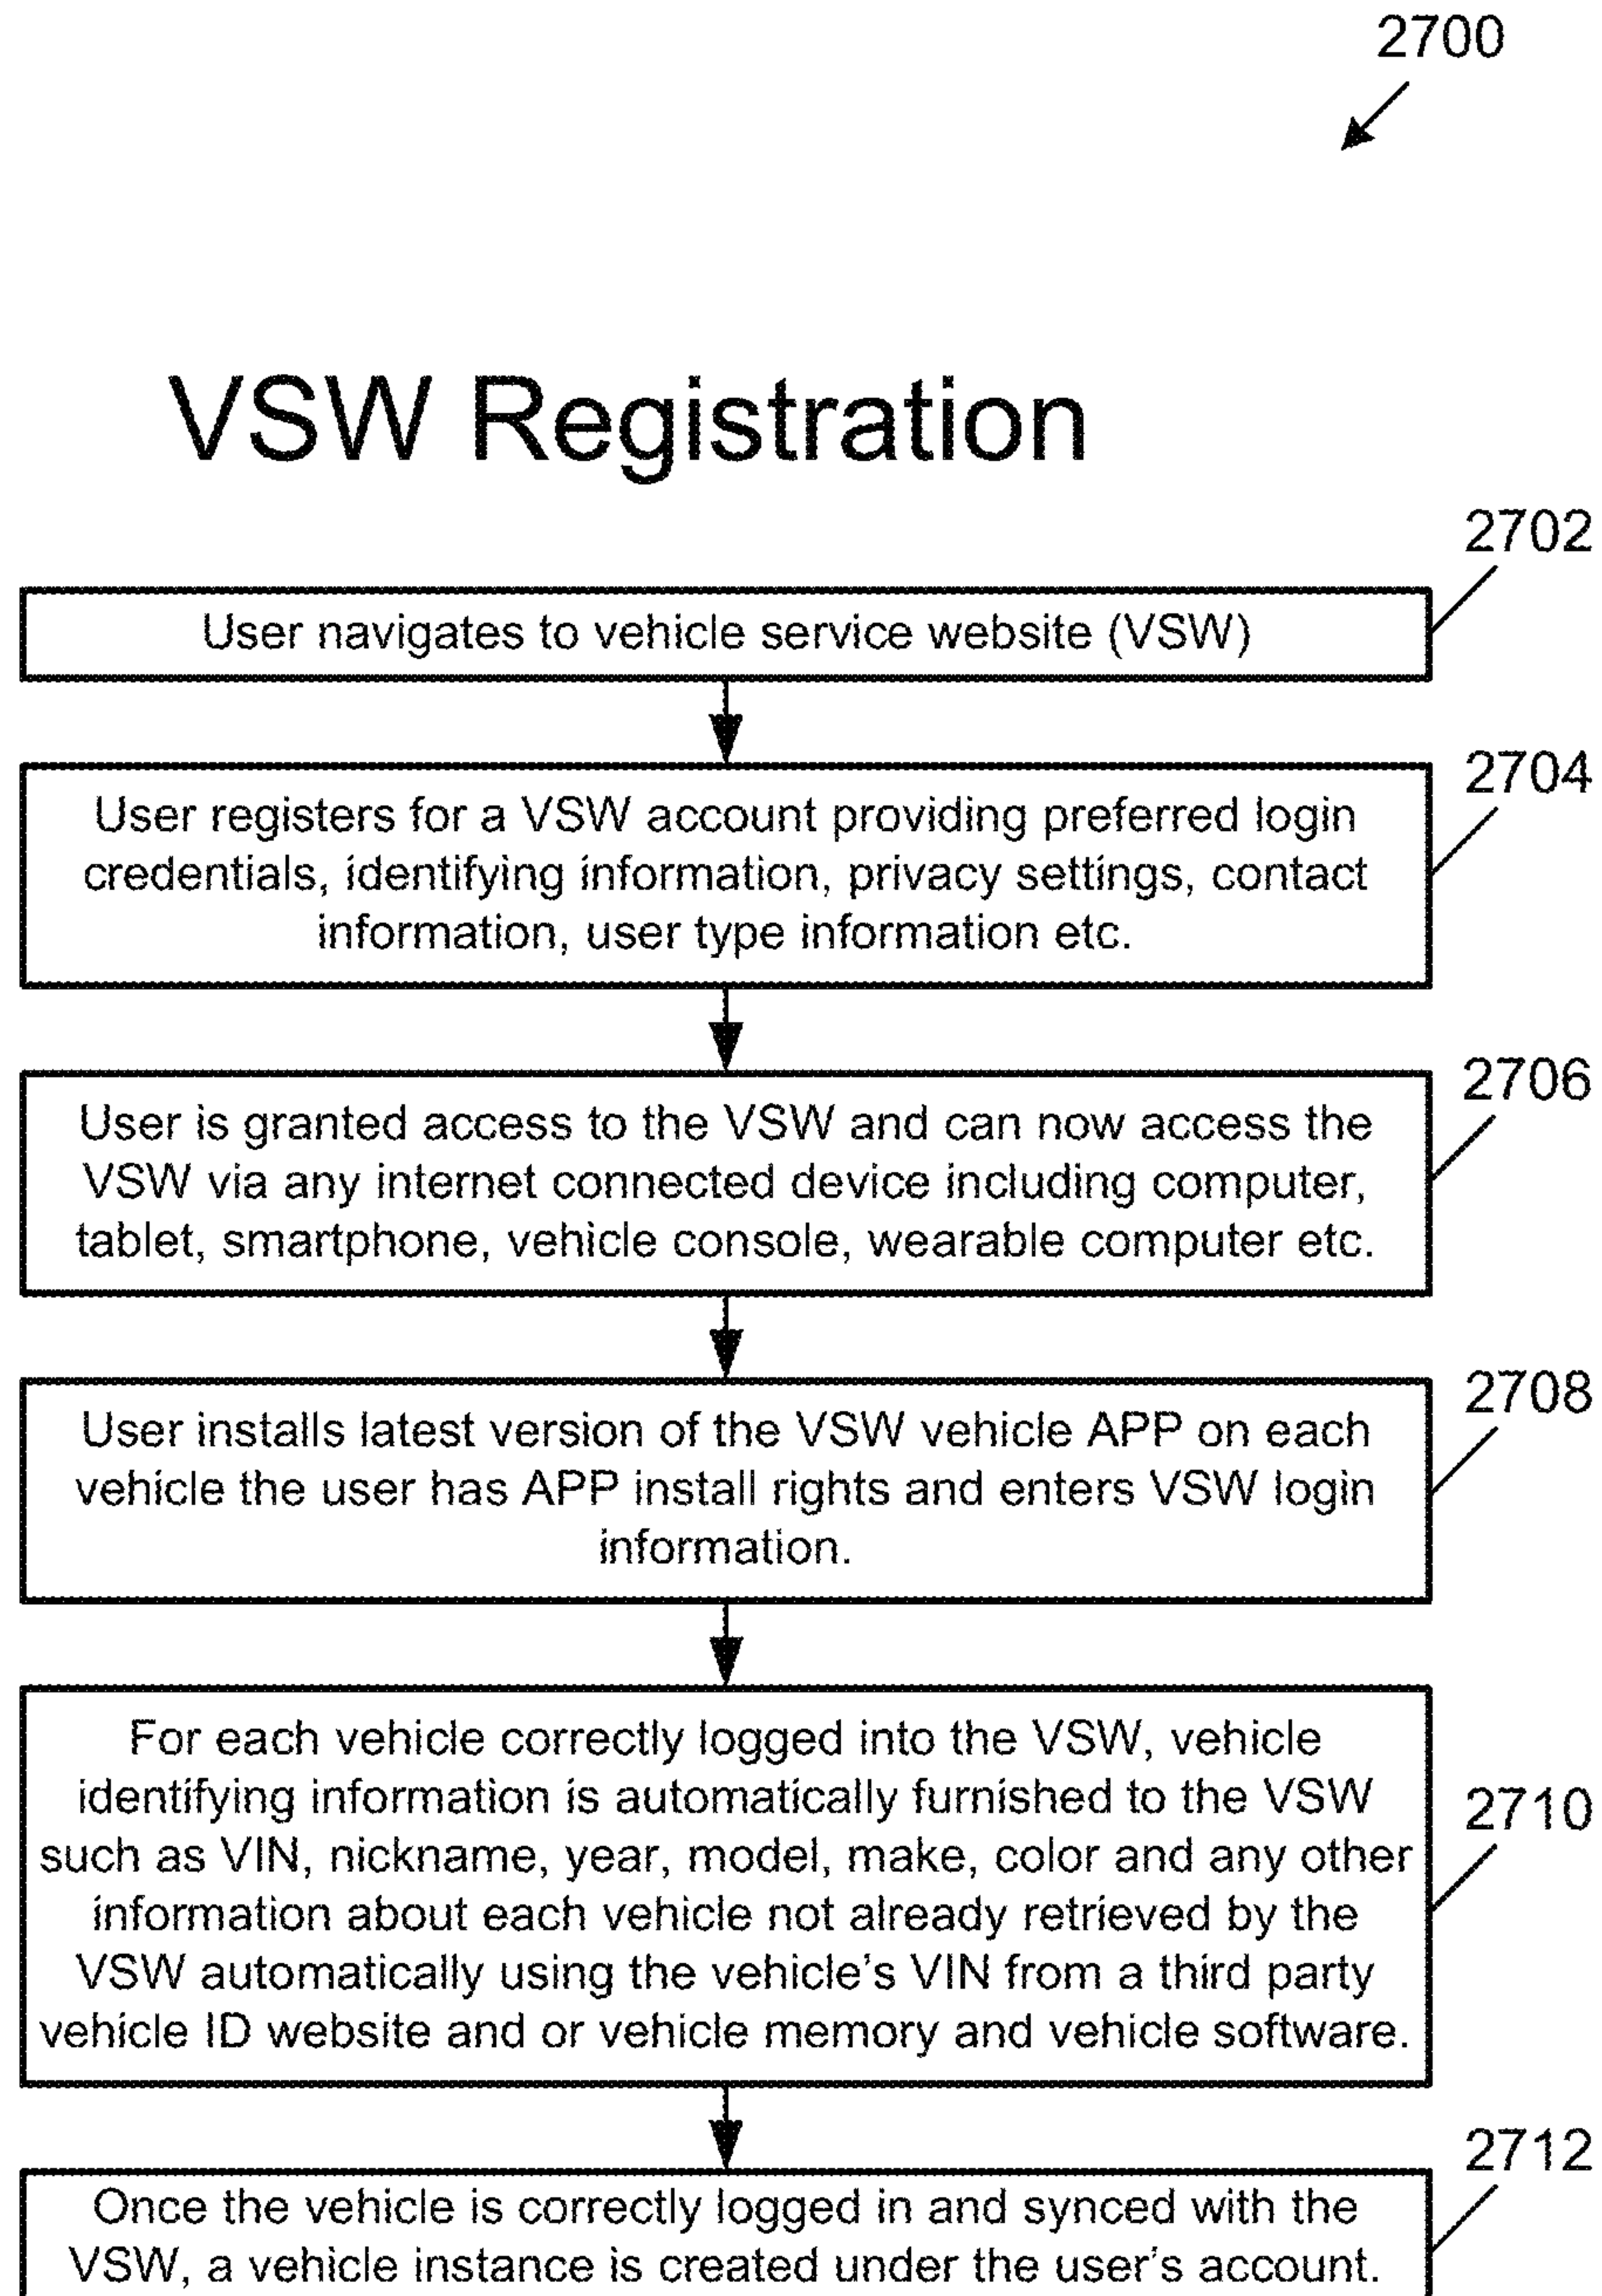 2700
VSW Registration
2702
User navigates to vehicle service website (VSW)
2704
User registers for a VSW account providing preferred login
credentials, identifying information, privacy settings, contact
information, user type information etc.
2706
User is granted access to the VSW and can now access the
VSW via any internet connected device including computer,
tablet, smartphone, vehicle console, wearable computer etc.
2708
User installs latest version of the VSW vehicle APP on each
vehicle the user has APP install rights and enters VSW login
information.
2710
For each vehicle correctly logged into the VSW, vehicle
identifying information is automatically furnished to the VSW
such as VIN, nickname, year, model, make, color and any other
information about each vehicle not already retrieved by the
VSW automatically using the vehicle's VIN from a third party
vehicle ID website and or vehicle memory and vehicle software.
2712
Once the vehicle is correctly logged in and synced with the
VSW, a vehicle instance is created under the user's account.